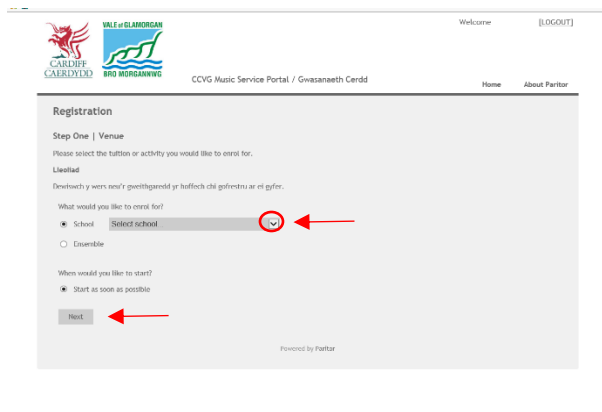 Welcome [LOGOUT]
VALE of GLAMORGAN
CARDIFF
CAERDYDD
BRO MORGANNWG
CCVG Music Service Portal / Gwasanaeth Cerdd
Home About Paritor
Registration
Step One | Venue
Please select the tuition or activity you would like to enrol for.
Lleoliad
Dewiswch y wers neu'r gweithgaredd yr hoffech chi gofrestru ar ei gyfer.
What would you like to enrol for?
School Select school...
Ensemble
When would you like to start?
Start as soon as possible
Next
Powered by Paritor